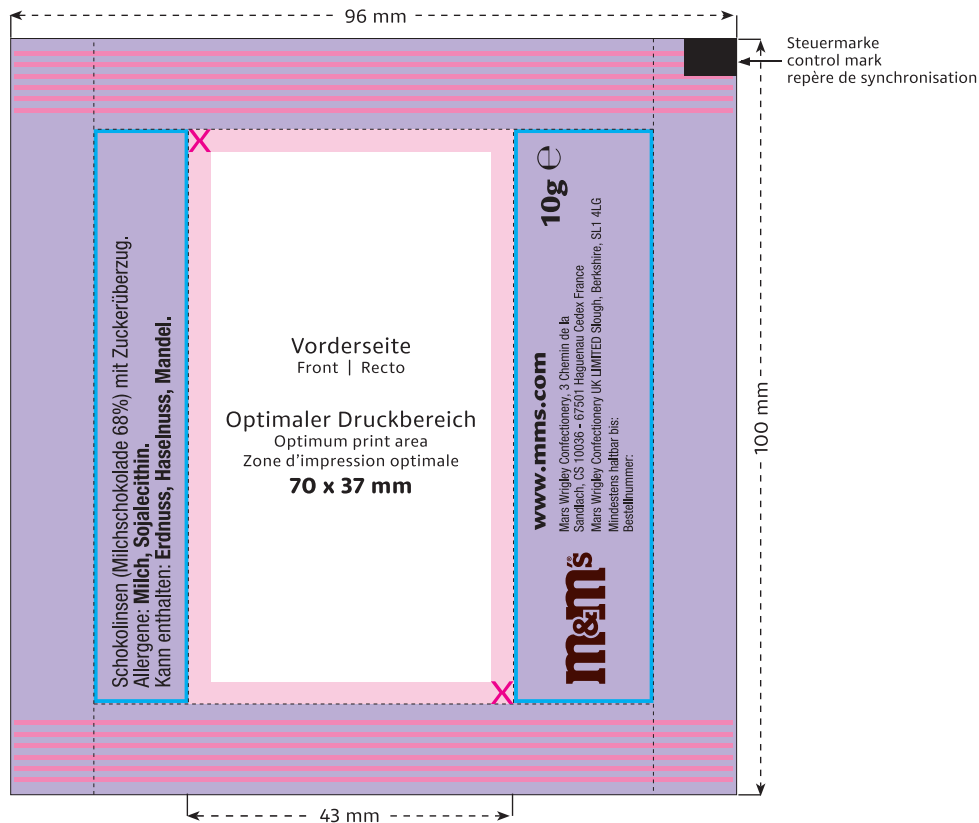 96 mm
Steuermarke
control mark
repère de synchronisation
X
Schokolinsen (Milchschokolade 68%) mit Zuckerüberzug.
Allergene: Milch, Sojalecithin.
Kann enthalten: Erdnuss, Haselnuss, Mandel.
Vorderseite
Front | Recto
Optimaler Druckbereich
Optimum print area
Zone d'impression optimale
70 x 37 mm
X
10g ℮
www.mms.com
Mars Wrigley Confectionery, 3 Chemin de la
Sandlach, CS 10036 - 67501 Haguenau Cedex France
Mars Wrigley Confectionery UK LIMITED Slough, Berkshire, SL1 4LG
Mindestens haltbar bis:
Bestellnummer:
m&m's®
100 mm
43 mm